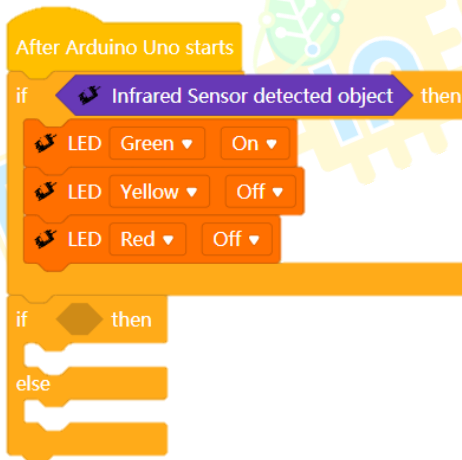 After Arduino Uno starts
if Infrared Sensor detected object then
LED Green On
LED Yellow Off
LED Red Off
if then
else